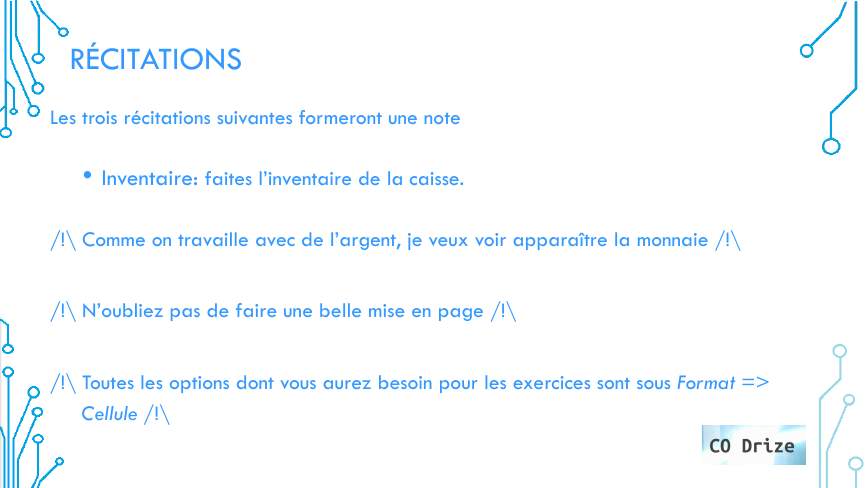 RÉCITATIONS
Les trois récitations suivantes formeront une note
• Inventaire: faites l'inventaire de la caisse.
/!\ Comme on travaille avec de l'argent, je veux voir apparaître la monnaie /!\
/!\ N'oubliez pas de faire une belle mise en page /!\
/!\ Toutes les options dont vous aurez besoin pour les exercices sont sous Format =>
Cellule /!\
CO Drize